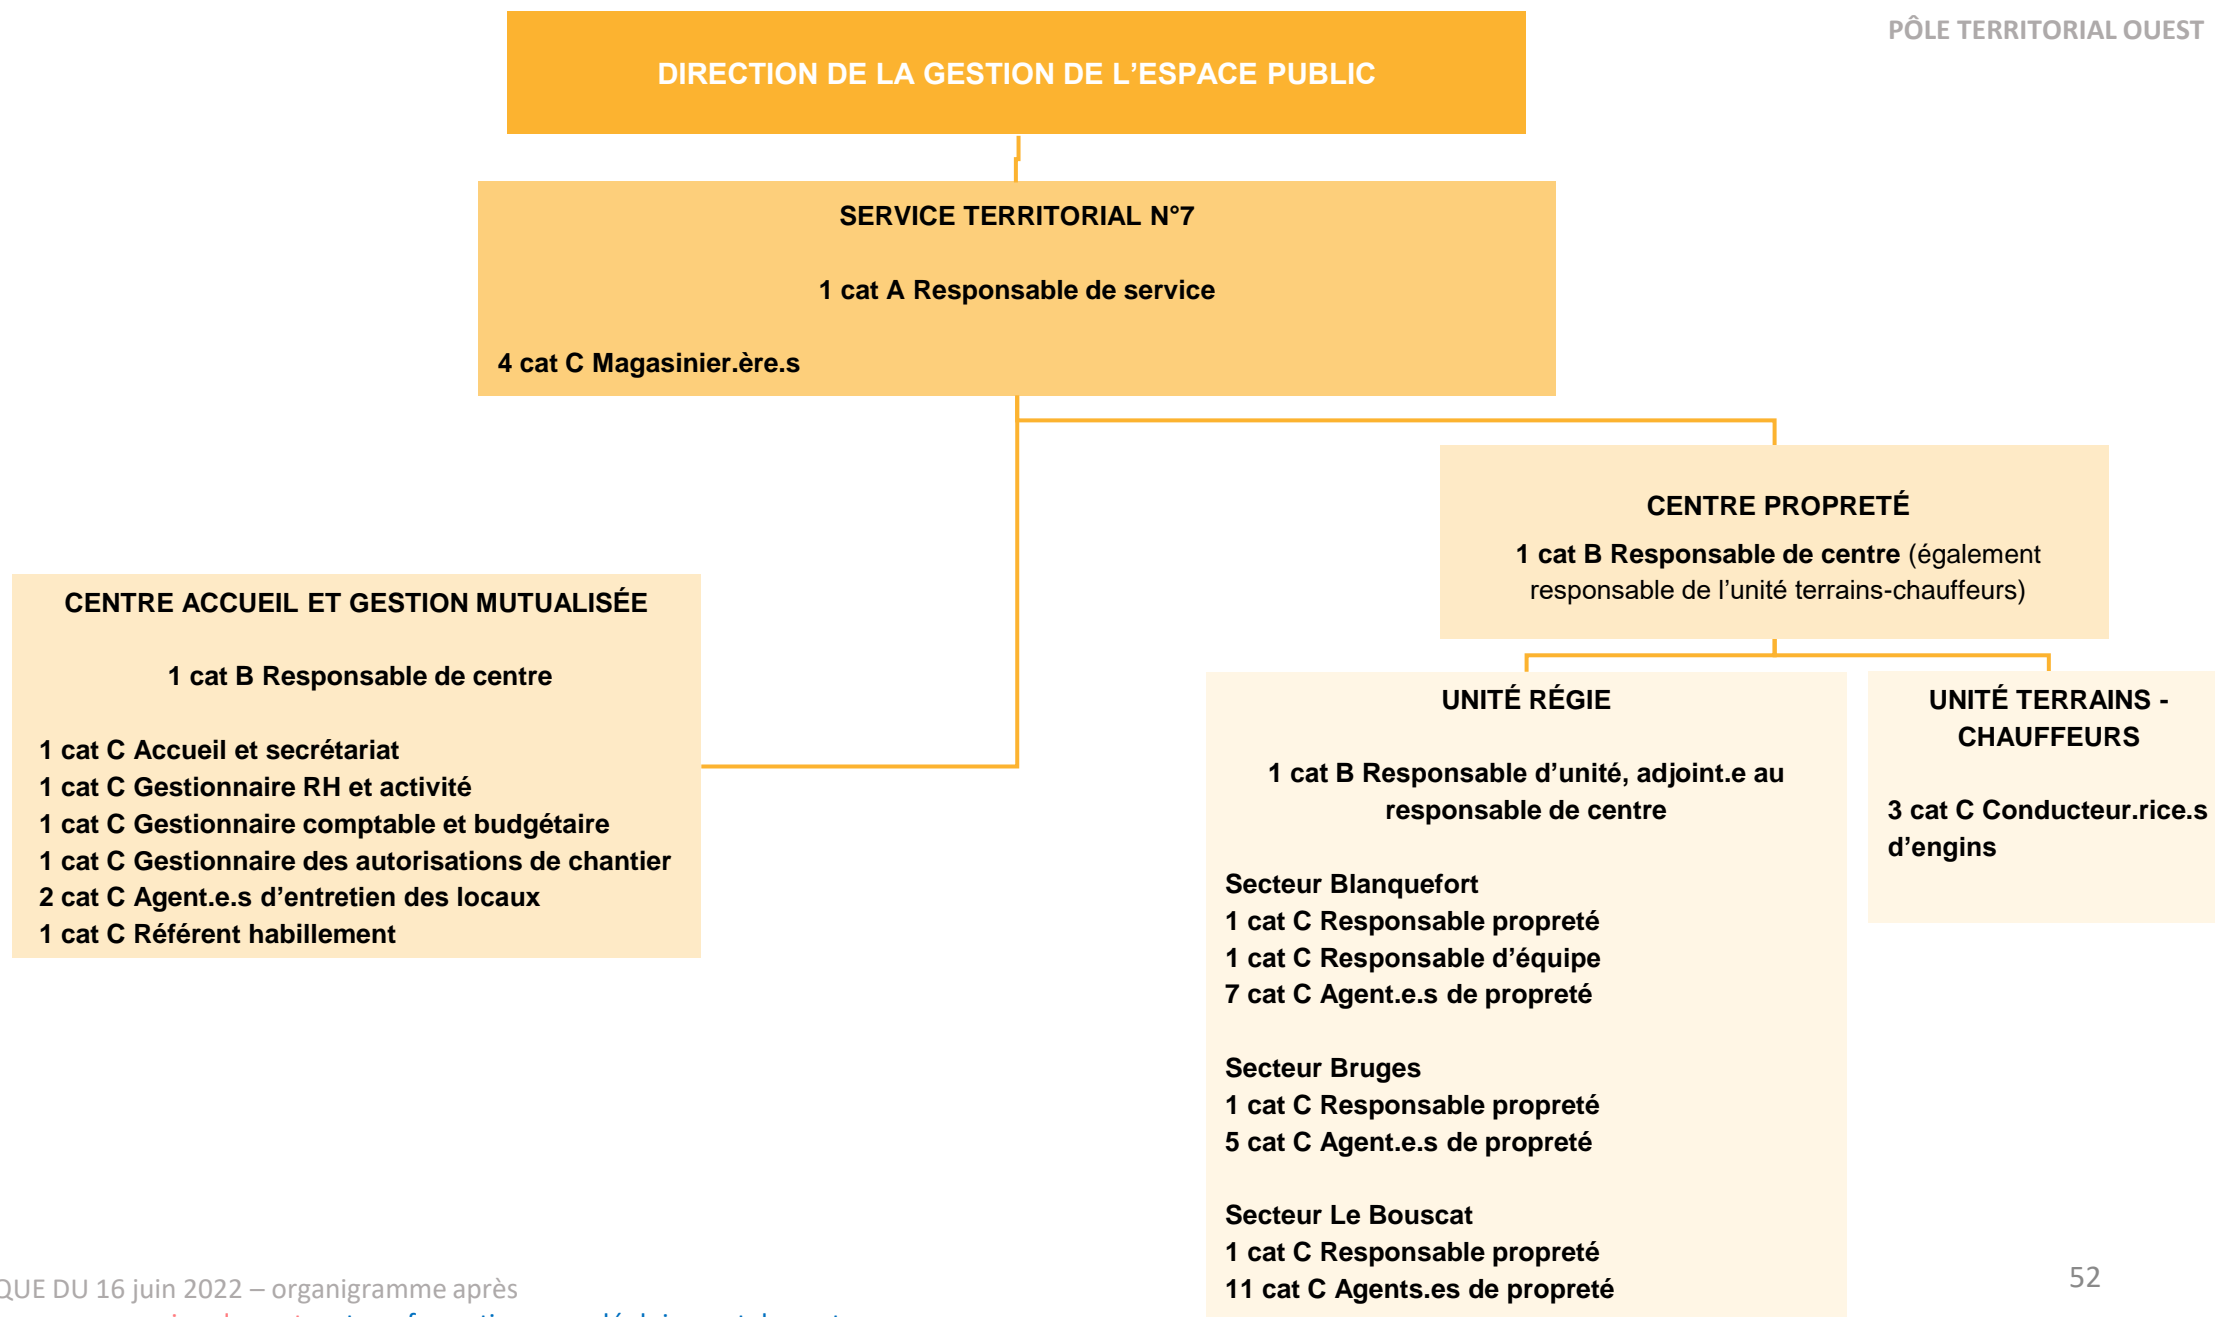 PÔLE TERRITORIAL OUEST
DIRECTION DE LA GESTION DE L’ESPACE PUBLIC
SERVICE TERRITORIAL N°7
1 cat A Responsable de service
4 cat C Magasinier.ère.s
CENTRE ACCUEIL ET GESTION MUTUALISÉE
1 cat B Responsable de centre
1 cat C Accueil et secrétariat
1 cat C Gestionnaire RH et activité
1 cat C Gestionnaire comptable et budgétaire
1 cat C Gestionnaire des autorisations de chantier
2 cat C Agent.e.s d’entretien des locaux
1 cat C Référent habillement
CENTRE PROPRETÉ
1 cat B Responsable de centre (également
responsable de l’unité terrains-chauffeurs)
UNITÉ RÉGIE
1 cat B Responsable d’unité, adjoint.e au
responsable de centre
Secteur Blanquefort
1 cat C Responsable propreté
1 cat C Responsable d’équipe
7 cat C Agent.e.s de propreté
Secteur Bruges
1 cat C Responsable propreté
5 cat C Agent.e.s de propreté
Secteur Le Bouscat
1 cat C Responsable propreté
11 cat C Agents.es de propreté
UNITÉ TERRAINS -
CHAUFFEURS
3 cat C Conducteur.rice.s
d’engins
QUE DU 16 juin 2022 – organigramme après
52